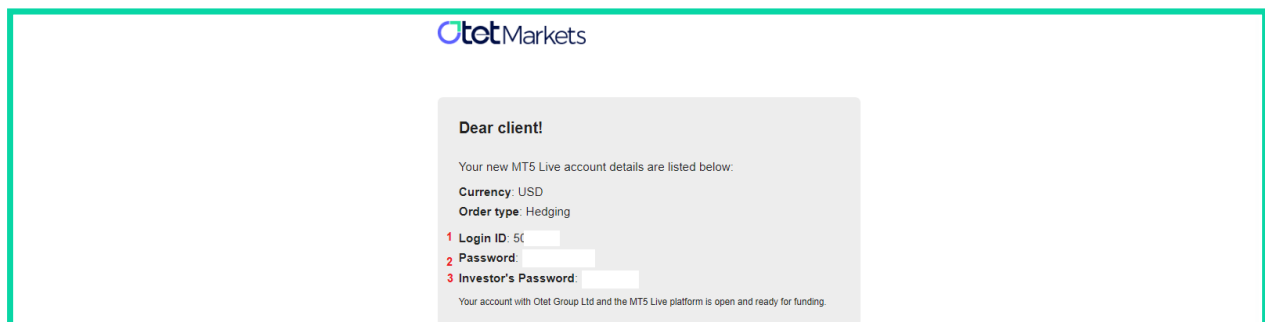 OtetMarkets
Dear client!
Your new MT5 Live account details are listed below:
Currency: USD
Order type: Hedging
1 Login ID: 50
2 Password:
3 Investor's Password:
Your account with Otet Group Ltd and the MT5 Live platform is open and ready for funding.